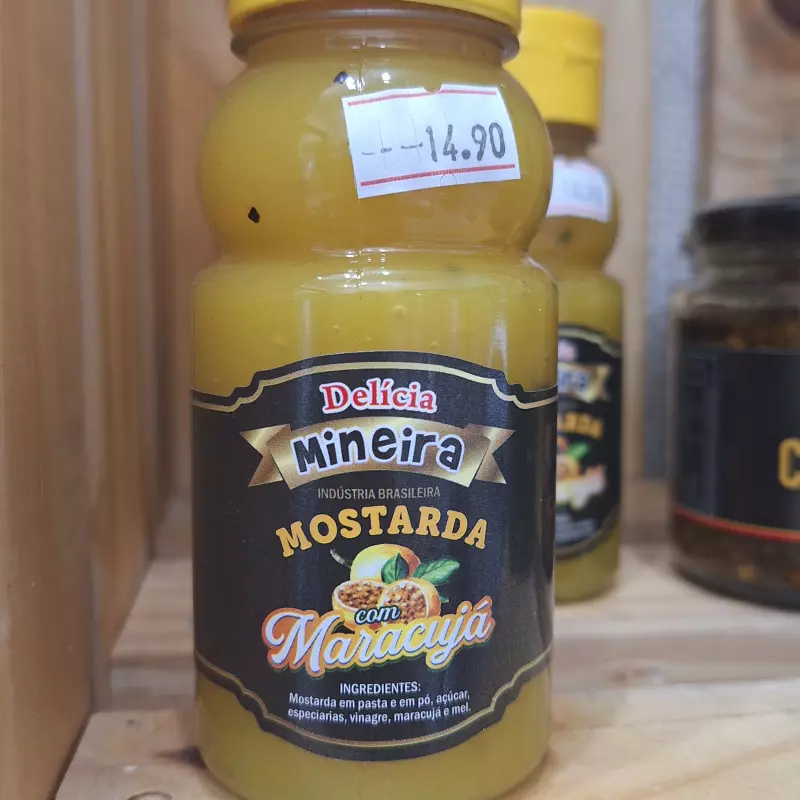 --14.90
Delícia
Mineira
INDÚSTRIA BRASILEIRA
MOSTARDA
com
Maracujá
INGREDIENTES:
Mostarda em pasta e em pó, açúcar,
especiarias, vinagre, maracujá e mel.